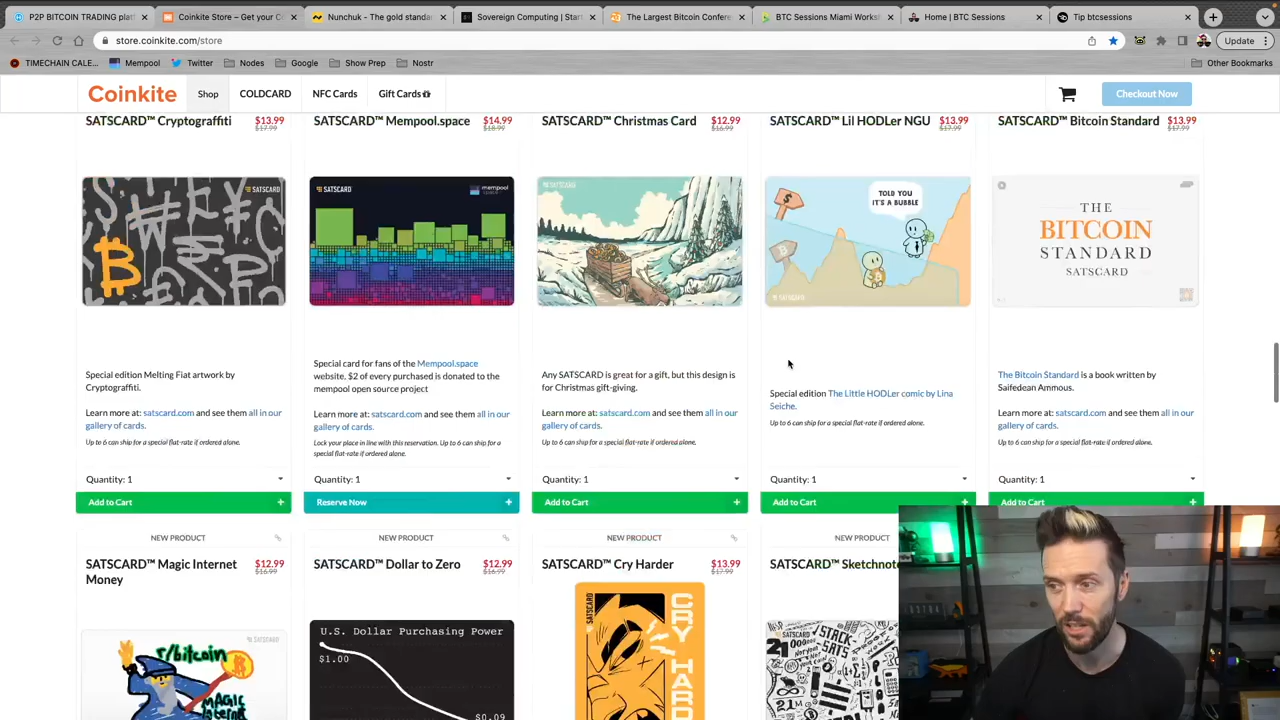 P2P BITCOIN TRADING plat
Coinkite Store – Get your C
Nunchuk - The gold standa
Sovereign Computing | Star
The Largest Bitcoin Confer
BTC Sessions Miami Works
Home | BTC Sessions
Tip btcsessions
store.coinkite.com/store
Update
TIMECHAIN CALE...
Mempool
Twitter
Nodes
Google
Show Prep
Nostr
Other Bookmarks
Coinkite
Shop
COLDCARD
NFC Cards
Gift Cards
Checkout Now
SATSCARD™ Cryptograffiti
$13.99
$17.99
SATSCARD™ Mempool.space
$14.99
$18.99
SATSCARD™ Christmas Card
$12.99
$16.99
SATSCARD™ Lil HODLer NGU
$13.99
$17.99
SATSCARD™ Bitcoin Standard
$13.99
$17.99
SATSCARD
SATSCARD
mempool
space
SATSCARD
TOLD YOU
IT'S A BUBBLE
SATSCARD
THE
BITCOIN
STANDARD
SATSCARD
Special edition Melting Fiat artwork by
Cryptograffiti.
Learn more at: satscard.com and see them all in our
gallery of cards.
Up to 6 can ship for a special flat-rate if ordered alone.
Special card for fans of the Mempool.space
website. $2 of every purchased is donated to the
mempool open source project
Learn more at: satscard.com and see them all in our
gallery of cards.
Lock your place in line with this reservation. Up to 6 can ship for a
special flat-rate if ordered alone.
Any SATSCARD is great for a gift, but this design is
for Christmas gift-giving.
Learn more at: satscard.com and see them all in our
gallery of cards.
Up to 6 can ship for a special flat-rate if ordered alone.
Special edition The Little HODLer comic by Lina
Seiche.
Up to 6 can ship for a special flat-rate if ordered alone.
The Bitcoin Standard is a book written by
Saifedean Ammous.
Learn more at: satscard.com and see them all in our
gallery of cards.
Up to 6 can ship for a special flat-rate if ordered alone.
Quantity: 1
Quantity: 1
Quantity: 1
Quantity: 1
Quantity: 1
Add to Cart +
Reserve Now +
Add to Cart +
Add to Cart +
Add to Cart +
NEW PRODUCT
NEW PRODUCT
NEW PRODUCT
NEW PRODUCT
SATSCARD™ Magic Internet
Money
$12.99
$16.99
SATSCARD™ Dollar to Zero
$12.99
$16.99
SATSCARD™ Cry Harder
$13.99
$17.99
SATSCARD™ Sketchnot
SATSCARD
r/bitcoin
MAGIC
U.S. Dollar Purchasing Power
$1.00
$0.09
SATSCARD
CRY HARD
SATSCARD
STACK
SATS
21
21M